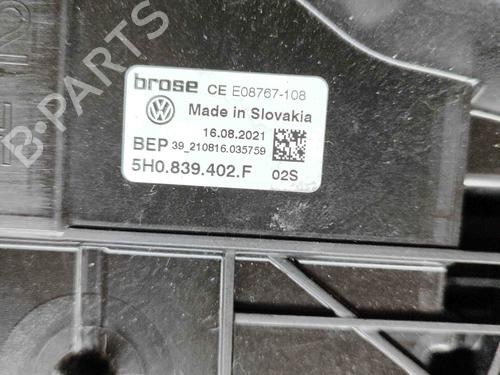 B-PARTS
brose CE E08767-108
Made in Slovakia
16.08.2021
BEP 39_210816.035759
5H0.839.402.F 02S